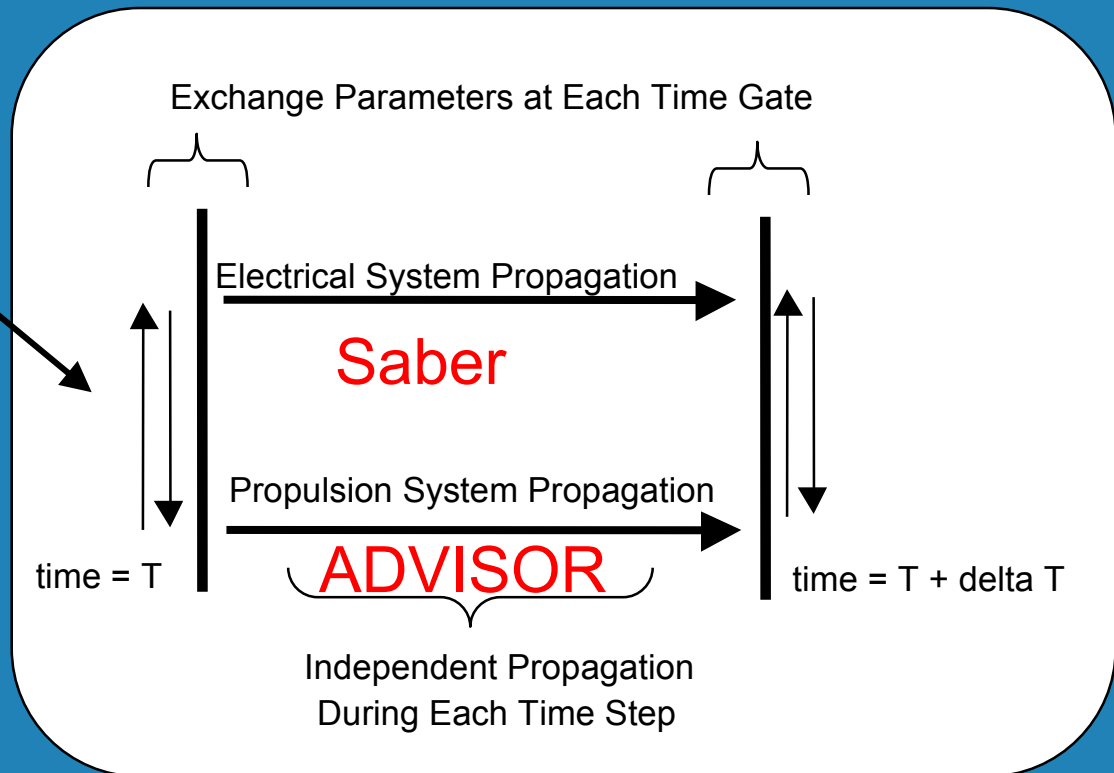 Exchange Parameters at Each Time Gate
Electrical System Propagation
Saber
Propulsion System Propagation
ADVISOR
time = T
time = T + delta T
Independent Propagation
During Each Time Step